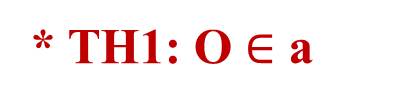 * TH1: O ∈ a